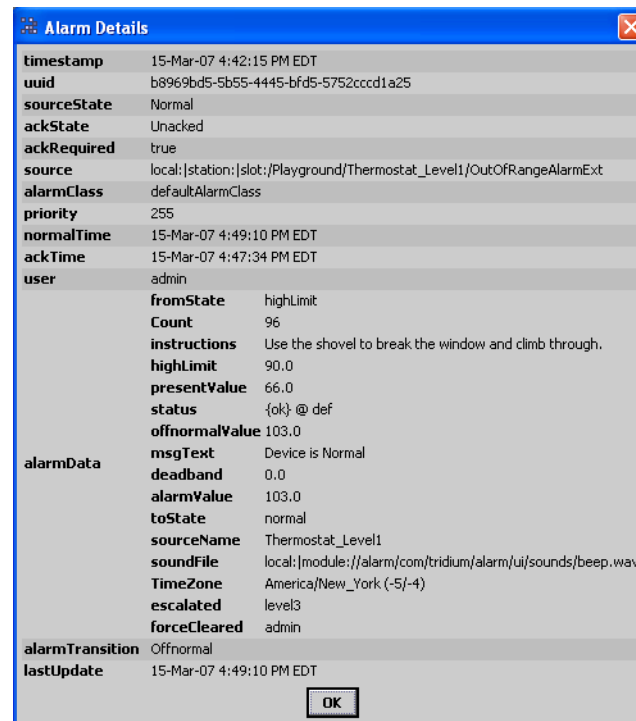 Alarm Details
timestamp 15-Mar-07 4:42:15 PM EDT
uuid b8969bd5-5b55-4445-bfd5-5752cccd1a25
sourceState Normal
ackState Unacked
ackRequired true
source local:|station:|slot:/Playground/Thermostat_Level1/OutOfRangeAlarmExt
alarmClass defaultAlarmClass
priority 255
normalTime 15-Mar-07 4:49:10 PM EDT
ackTime 15-Mar-07 4:47:34 PM EDT
user admin
alarmData
fromState highLimit
Count 96
instructions Use the shovel to break the window and climb through.
highLimit 90.0
presentValue 66.0
status {ok} @ def
offnormalValue 103.0
msgText Device is Normal
deadband 0.0
alarmValue 103.0
toState normal
sourceName Thermostat_Level1
soundFile local:|module://alarm/com/tridium/alarm/ui/sounds/beep.wav
TimeZone America/New_York (-5/-4)
escalated level3
forceCleared admin
alarmTransition Offnormal
lastUpdate 15-Mar-07 4:49:10 PM EDT
OK